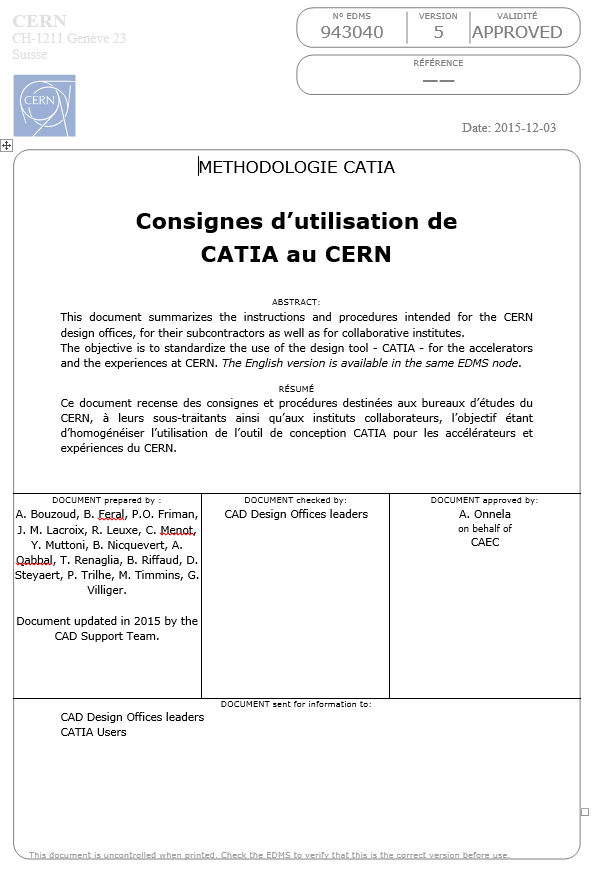 CERN
CH-1211 Genève 23
Suisse
CERN
Nº EDMS
943040
VERSION
5
VALIDITÉ
APPROVED
RÉFÉRENCE
——
Date: 2015-12-03
METHODOLOGIE CATIA
Consignes d’utilisation de
CATIA au CERN
ABSTRACT:
This document summarizes the instructions and procedures intended for the CERN
design offices, for their subcontractors as well as for collaborative institutes.
The objective is to standardize the use of the design tool - CATIA - for the accelerators
and the experiences at CERN. The English version is available in the same EDMS node.
RÉSUMÉ
Ce document recense des consignes et procédures destinées aux bureaux d’études du
CERN, à leurs sous-traitants ainsi qu’aux instituts collaborateurs, l’objectif étant
d’homogénéiser l’utilisation de l’outil de conception CATIA pour les accélérateurs et
expériences du CERN.
DOCUMENT prepared by :
A. Bouzoud, B. Feral, P.O. Friman,
J. M. Lacroix, R. Leuxe, C. Menot,
Y. Muttoni, B. Nicquevert, A.
Qabbal, T. Renaglia, B. Riffaud, D.
Steyaert, P. Trilhe, M. Timmins, G.
Villiger.
Document updated in 2015 by the
CAD Support Team.
DOCUMENT checked by:
CAD Design Offices leaders
DOCUMENT approved by:
A. Onnela
on behalf of
CAEC
DOCUMENT sent for information to:
CAD Design Offices leaders
CATIA Users
This document is uncontrolled when printed. Check the EDMS to verify that this is the correct version before use.